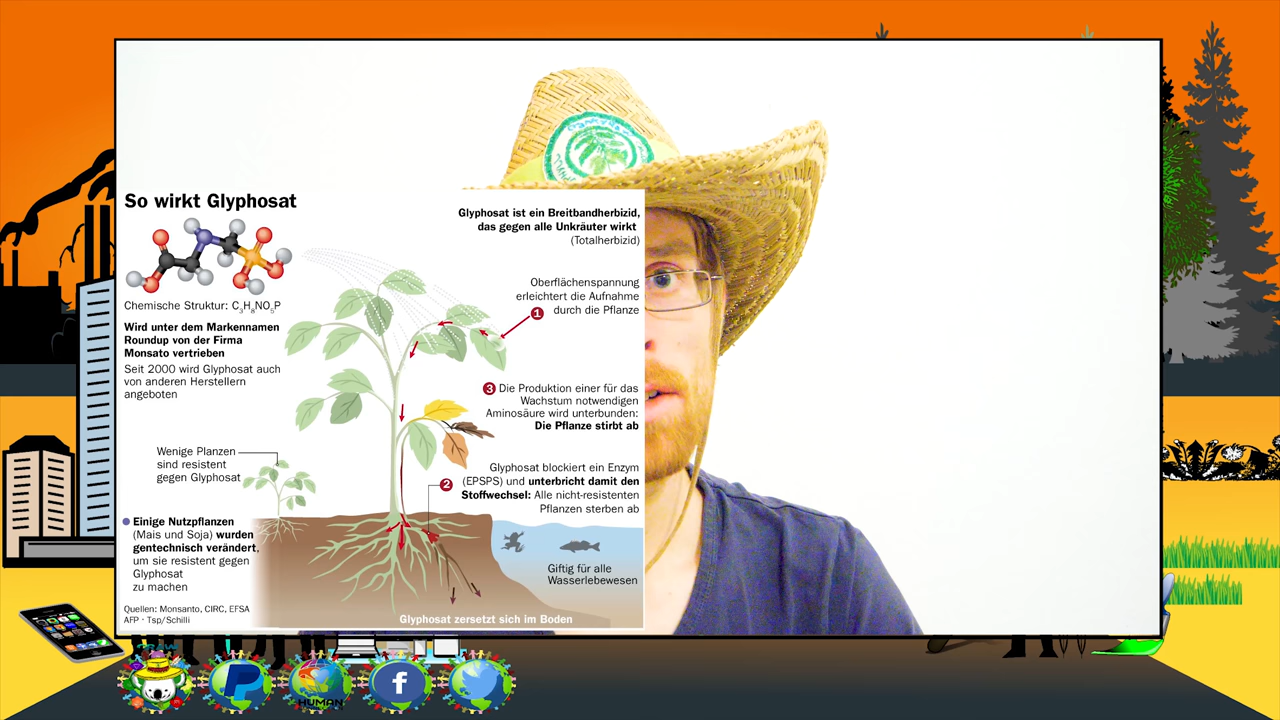 So wirkt Glyphosat
Chemische Struktur: C3H8NO5P
Wird unter dem Markennamen
Roundup von der Firma
Monsato vertrieben
Seit 2000 wird Glyphosat auch
von anderen Herstellern
angeboten
Wenige Planzen
sind resistent
gegen Glyphosat
Einige Nutzpflanzen
(Mais und Soja) wurden
gentechnisch verändert,
um sie resistent gegen
Glyphosat
zu machen
Quellen: Monsanto, CIRC, EFSA
AFP · Tsp/Schilli
Glyphosat ist ein Breitbandherbizid,
das gegen alle Unkräuter wirkt
(Totalherbizid)
Oberflächenspannung
erleichtert die Aufnahme
durch die Pflanze
1
3 Die Produktion einer für das
Wachstum notwendigen
Aminosäure wird unterbunden:
Die Pflanze stirbt ab
Glyphosat blockiert ein Enzym
2 (EPSPS) und unterbricht damit den
Stoffwechsel: Alle nicht-resistenten
Pflanzen sterben ab
Giftig für alle
Wasserlebewesen
Glyphosat zersetzt sich im Boden
HUMAN
f